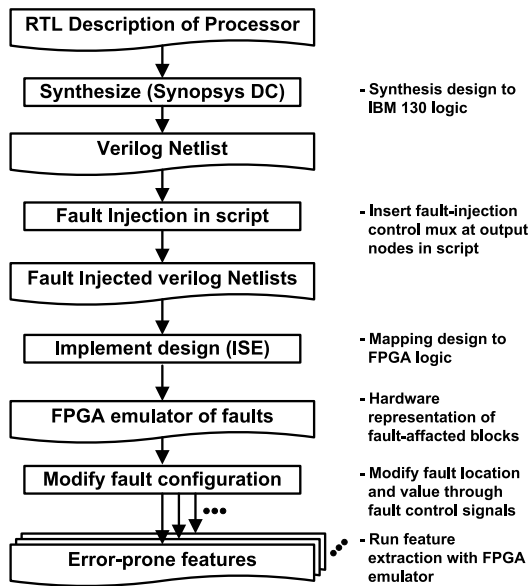 RTL Description of Processor
Synthesize (Synopsys DC)
- Synthesis design to
IBM 130 logic
Verilog Netlist
Fault Injection in script
- Insert fault-injection
control mux at output
nodes in script
Fault Injected verilog Netlists
Implement design (ISE)
- Mapping design to
FPGA logic
FPGA emulator of faults
- Hardware
representation of
fault-affacted blocks
Modify fault configuration
- Modify fault location
and value through
fault control signals
Error-prone features
- Run feature
extraction with FPGA
emulator